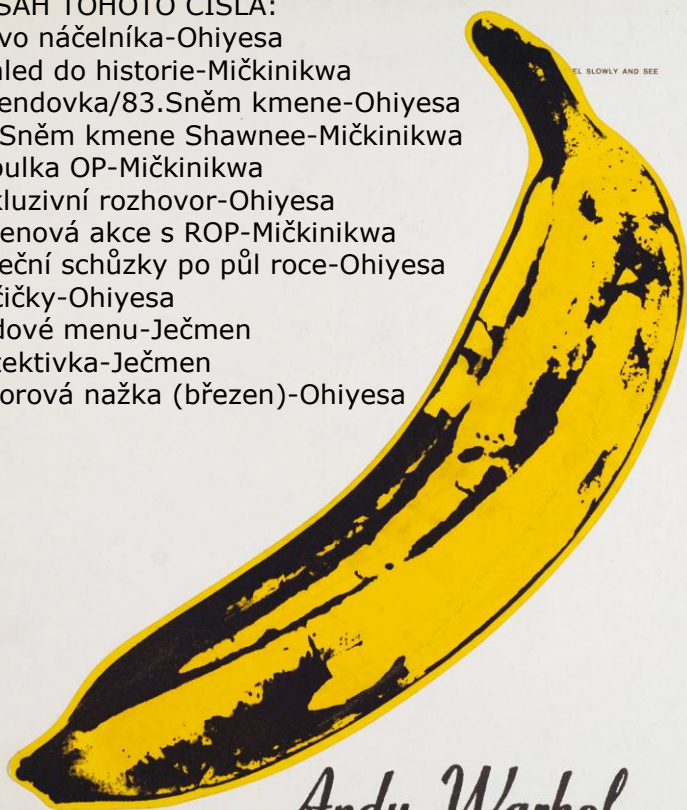 SAH TOHOTO ČÍSLA:
vo náčelníka-Ohiyesa
led do historie-Mičkinikwa
endovka/83.Sněm kmene-Ohiyesa
Sněm kmene Shawnee-Mičkinikwa
oulka OP-Mičkinikwa
kluzivní rozhovor-Ohiyesa
enová akce s ROP-Mičkinikwa
eční schůzky po půl roce-Ohiyesa
čičky-Ohiyesa
dové menu-Ječmen
tektivka-Ječmen
orová nažka (březen)-Ohiyesa
EL SLOWLY AND SEE
Andy Warhol